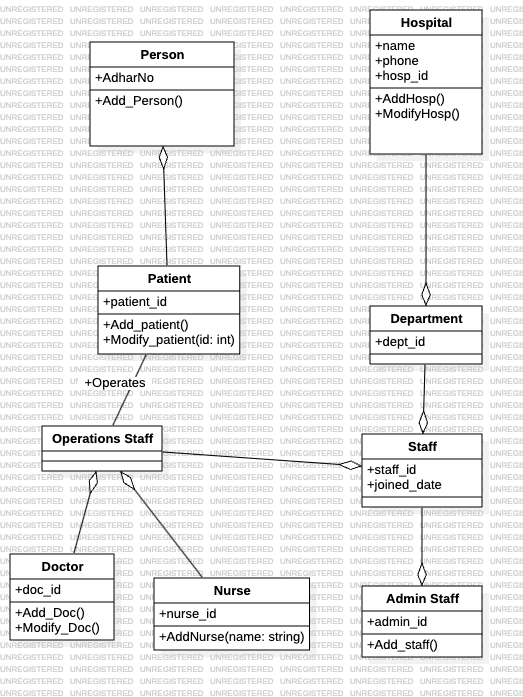 Hospital
+name
+phone
+hosp_id
+AddHosp()
+ModifyHosp()
Person
+AdharNo
+Add_Person()
Patient
+patient_id
+Add_patient()
+Modify_patient(id: int)
Department
+dept_id
+Operates
Operations Staff
Staff
+staff_id
+joined_date
Doctor
+doc_id
+Add_Doc()
+Modify_Doc()
Nurse
+nurse_id
+AddNurse(name: string)
Admin Staff
+admin_id
+Add_staff()
UNREGISTERED